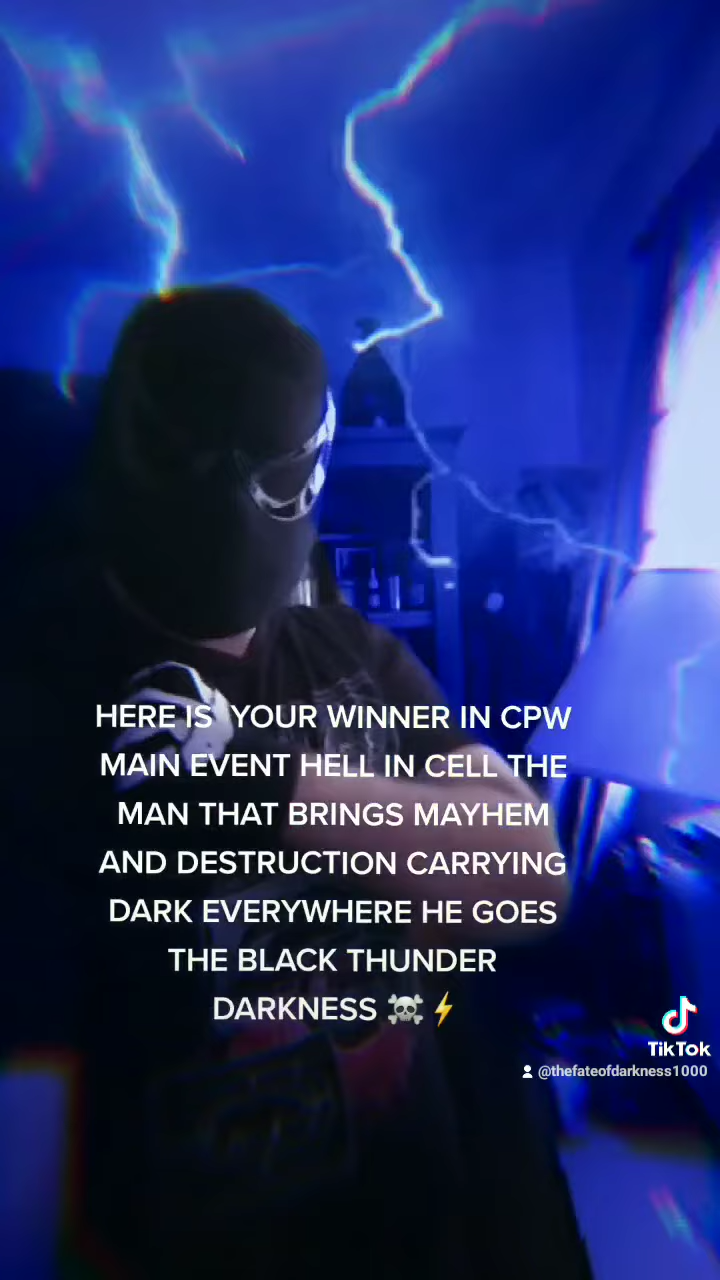 HERE IS YOUR WINNER IN CPW
MAIN EVENT HELL IN CELL THE
MAN THAT BRINGS MAYHEM
AND DESTRUCTION CARRYING
DARK EVERYWHERE HE GOES
THE BLACK THUNDER
DARKNESS ☠️⚡
TikTok
@thefateofdarkness1000